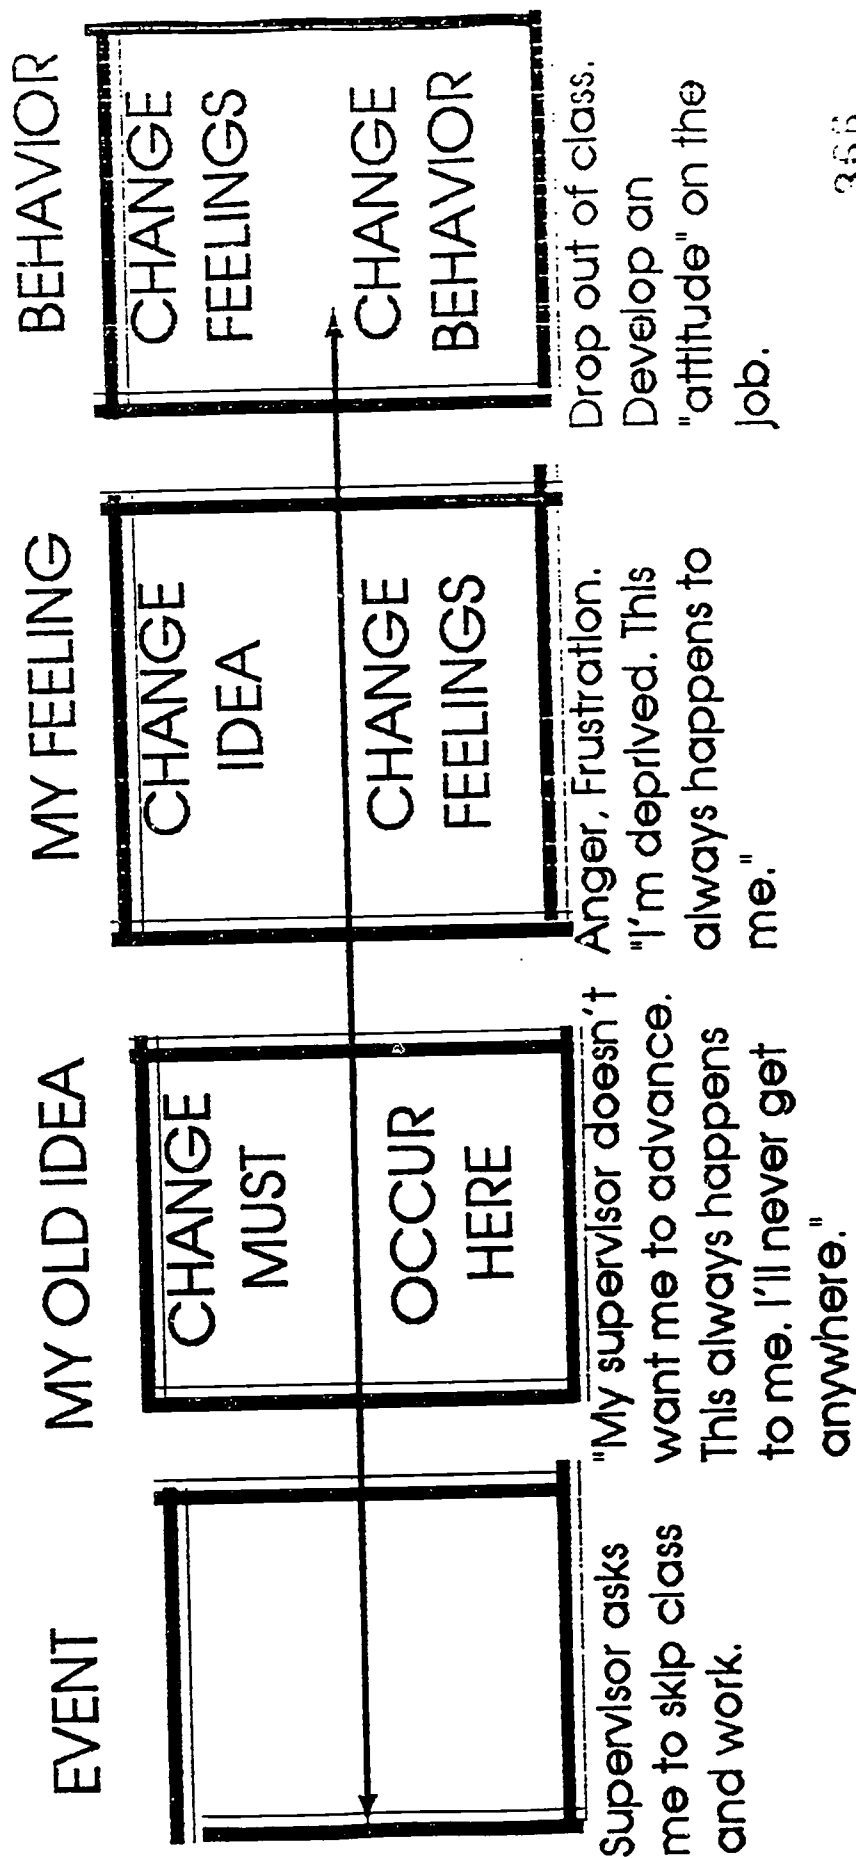 EVENT
Supervisor asks
me to skip class
and work.
MY OLD IDEA
CHANGE
MUST
OCCUR
HERE
"My supervisor doesn't
want me to advance.
This always happens
to me. I'll never get
anywhere."
MY FEELING
CHANGE
IDEA
CHANGE
FEELINGS
Anger, Frustration.
"I'm deprived. This
always happens to
me."
BEHAVIOR
CHANGE
FEELINGS
CHANGE
BEHAVIOR
Drop out of class.
Develop an
"attitude" on the
job.